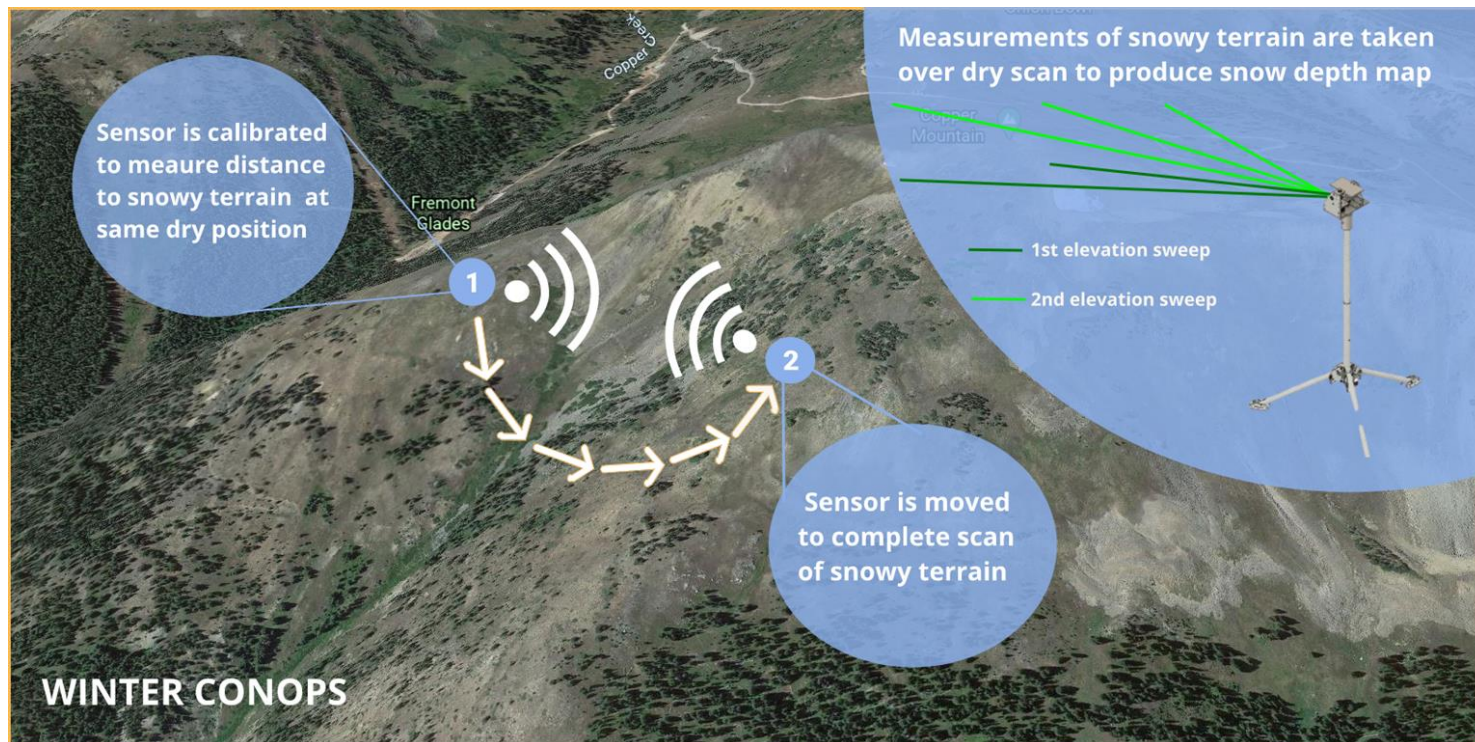 Measurements of snowy terrain are taken
over dry scan to produce snow depth map
Copper
Creek
Copper
Mountain
Sensor is calibrated
to meaure distance
to snowy terrain at
same dry position
Fremont
Glades
1st elevation sweep
2nd elevation sweep
1
2
Sensor is moved
to complete scan
of snowy terrain
WINTER CONOPS